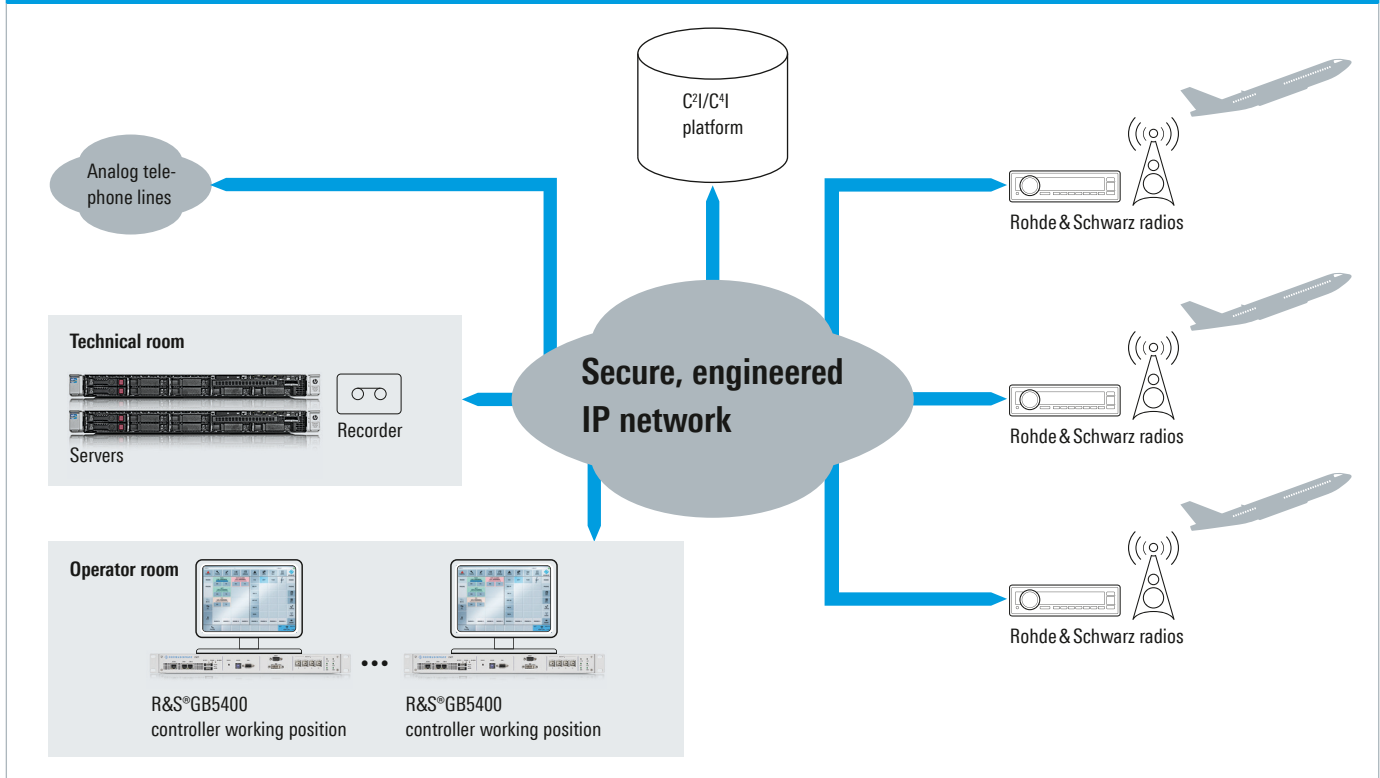 C²I/C⁴I
platform
Analog tele-
phone lines
Rohde & Schwarz radios
Technical room
Secure, engineered
IP network
Recorder
Servers
Rohde & Schwarz radios
Operator room
Rohde & Schwarz radios
R&S®GB5400
controller working position
R&S®GB5400
controller working position